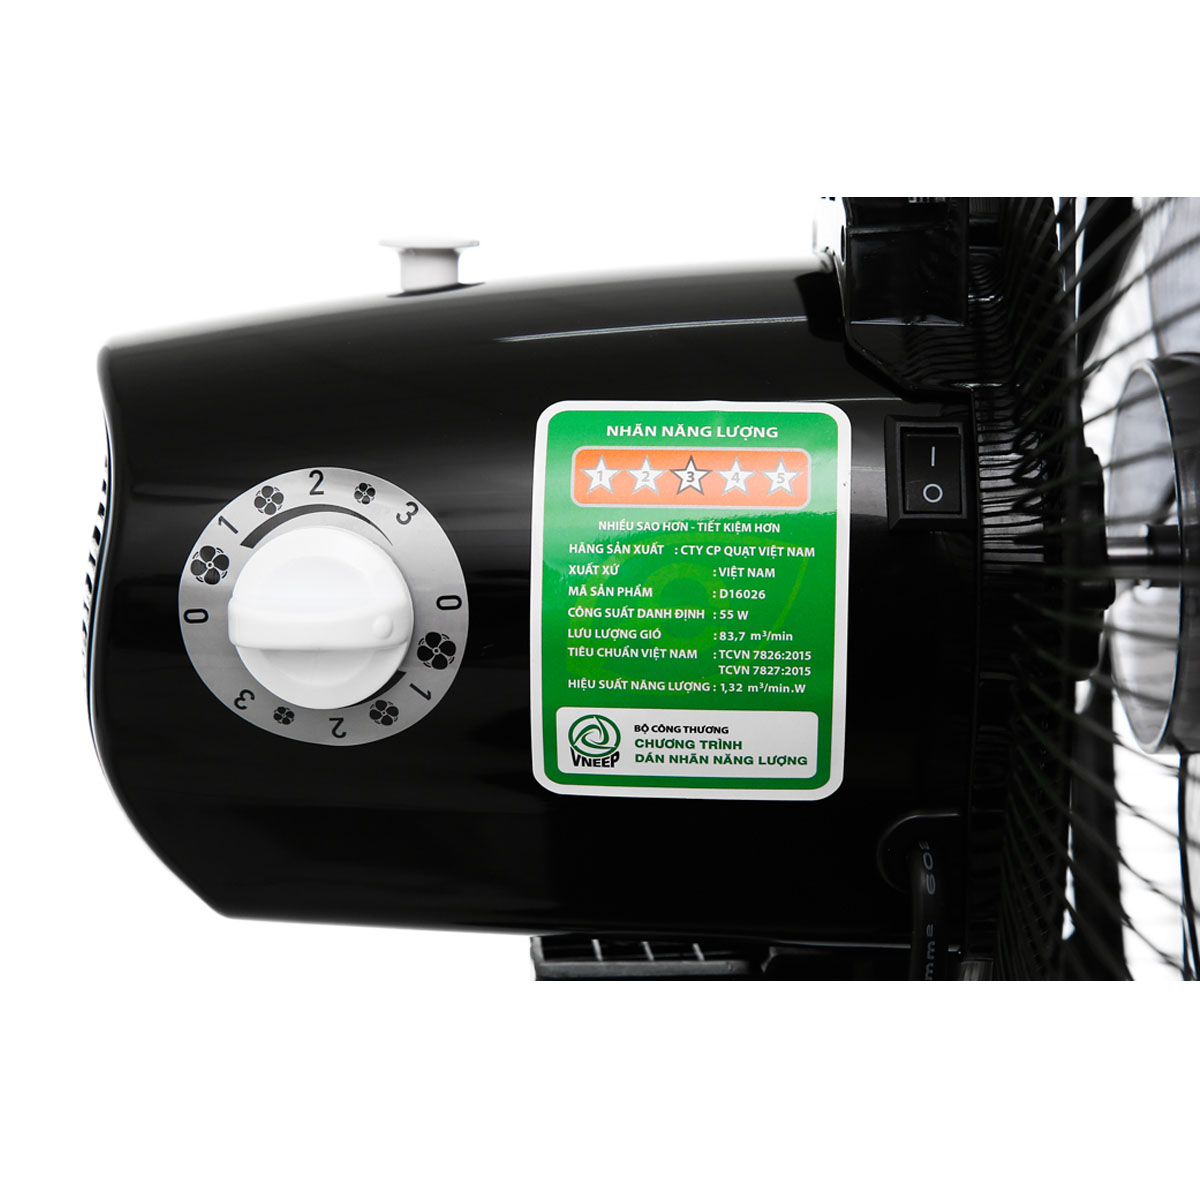 NHÃN NĂNG LƯỢNG
1 2 3 4 5
NHIỀU SAO HƠN - TIẾT KIỆM HƠN
HÃNG SẢN XUẤT : CTY CP QUẠT VIỆT NAM
XUẤT XỨ : VIỆT NAM
MÃ SẢN PHẨM : D16026
CÔNG SUẤT DANH ĐỊNH : 55 W
LƯU LƯỢNG GIÓ : 83,7 m³/min
TIÊU CHUẨN VIỆT NAM : TCVN 7826:2015
TCVN 7827:2015
HIỆU SUẤT NĂNG LƯỢNG : 1,32 m³/min.W
VNEEP
BỘ CÔNG THƯƠNG
CHƯƠNG TRÌNH
DÁN NHÃN NĂNG LƯỢNG
0 1 2 3
0 1 2 3
I
O
mm²